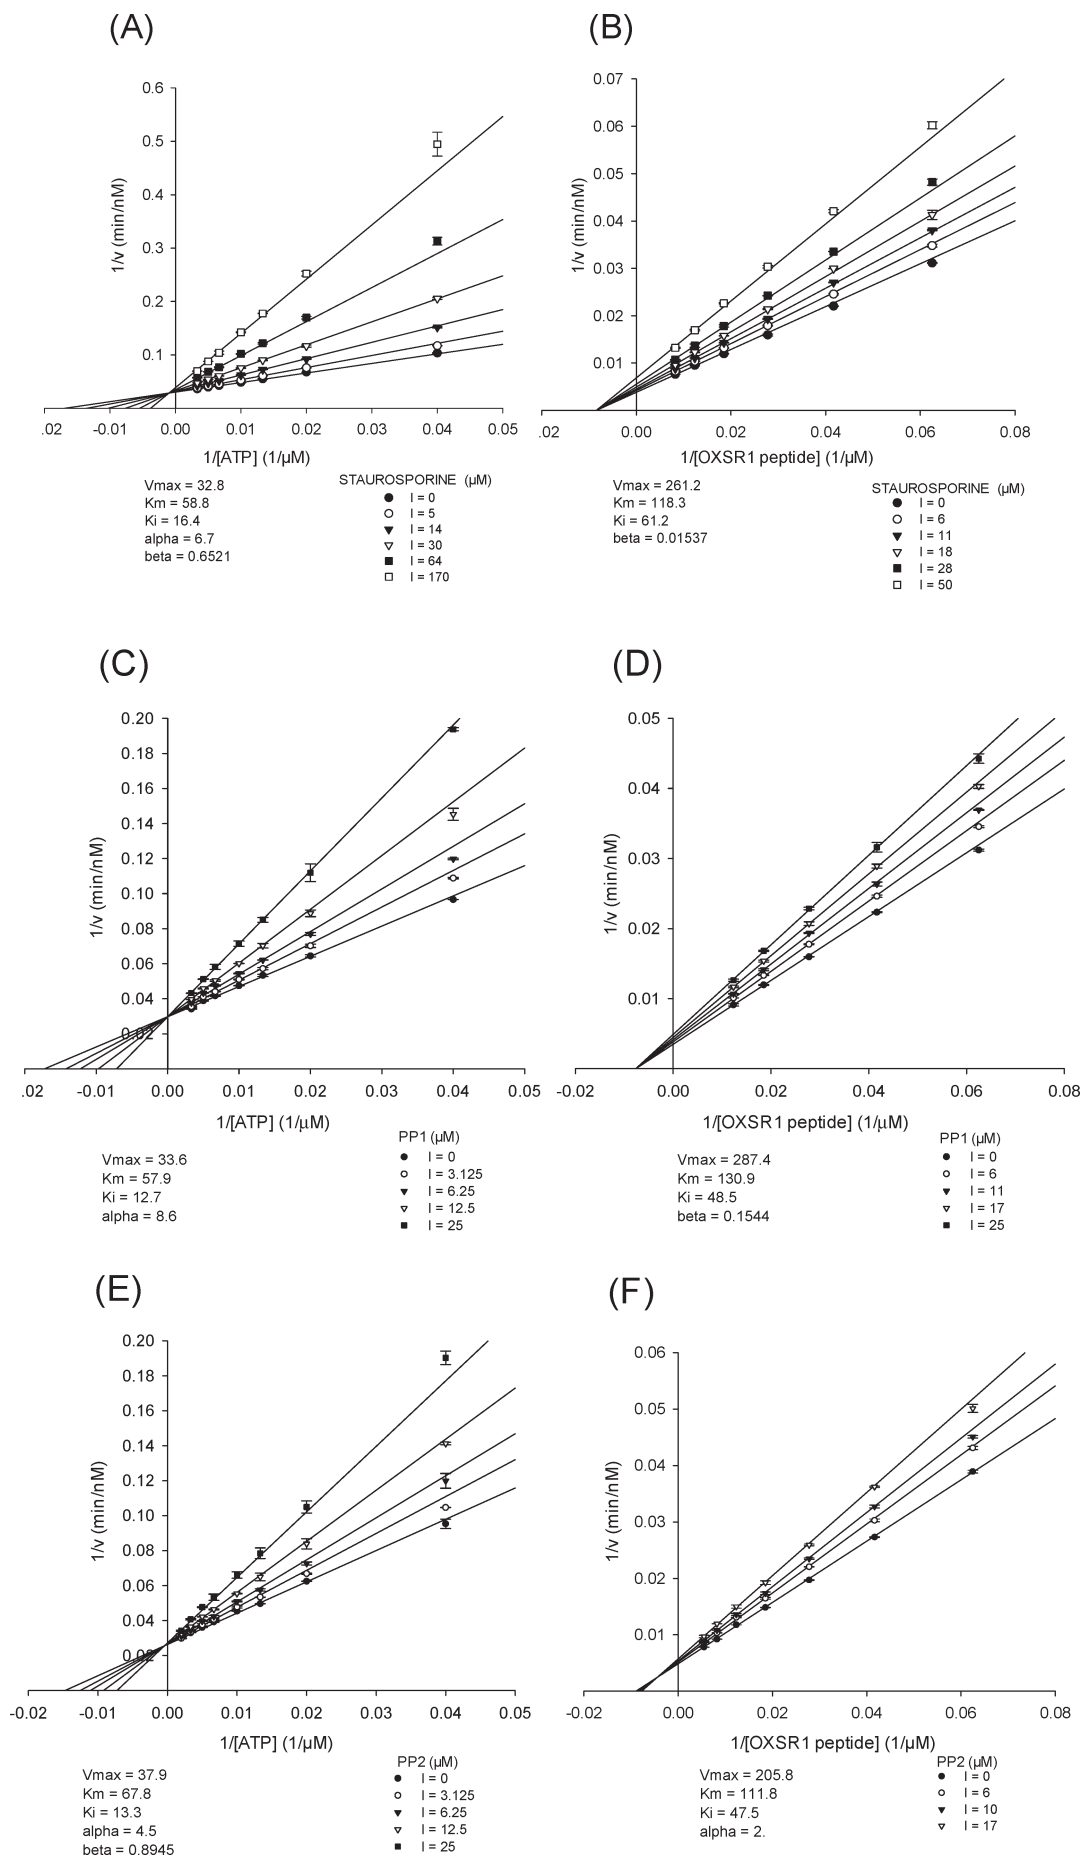 (A)
0.6
0.5
0.4
0.3
0.2
0.1
1/v (min/nM)
.02 -0.01 0.00 0.01 0.02 0.03 0.04 0.05
1/[ATP] (1/µM)
Vmax = 32.8
Km = 58.8
Ki = 16.4
alpha = 6.7
beta = 0.6521
STAUROSPORINE (µM)
I = 0
I = 5
I = 14
I = 30
I = 64
I = 170
(B)
0.07
0.06
0.05
0.04
0.03
0.02
0.01
1/v (min/nM)
.02 0.00 0.02 0.04 0.06 0.08
1/[OXSR1 peptide] (1/µM)
Vmax = 261.2
Km = 118.3
Ki = 61.2
beta = 0.01537
STAUROSPORINE (µM)
I = 0
I = 6
I = 11
I = 18
I = 28
I = 50
(C)
0.20
0.18
0.16
0.14
0.12
0.10
0.08
0.06
0.04
1/v (min/nM)
.02 -0.01 0.00 0.01 0.02 0.03 0.04 0.05
1/[ATP] (1/µM)
Vmax = 33.6
Km = 57.9
Ki = 12.7
alpha = 8.6
PP1 (µM)
I = 0
I = 3.125
I = 6.25
I = 12.5
I = 25
(D)
0.05
0.04
0.03
0.02
0.01
1/v (min/nM)
-0.02 0.00 0.02 0.04 0.06 0.08
1/[OXSR1 peptide] (1/µM)
Vmax = 287.4
Km = 130.9
Ki = 48.5
beta = 0.1544
PP1 (µM)
I = 0
I = 6
I = 11
I = 17
I = 25
(E)
0.20
0.18
0.16
0.14
0.12
0.10
0.08
0.06
0.04
1/v (min/nM)
-0.02 -0.01 0.00 0.01 0.02 0.03 0.04 0.05
1/[ATP] (1/µM)
Vmax = 37.9
Km = 67.8
Ki = 13.3
alpha = 4.5
beta = 0.8945
PP2 (µM)
I = 0
I = 3.125
I = 6.25
I = 12.5
I = 25
(F)
0.06
0.05
0.04
0.03
0.02
0.01
1/v (min/nM)
-0.02 0.00 0.02 0.04 0.06 0.08
1/[OXSR1 peptide] (1/µM)
Vmax = 205.8
Km = 111.8
Ki = 47.5
alpha = 2.
PP2 (µM)
I = 0
I = 6
I = 10
I = 17